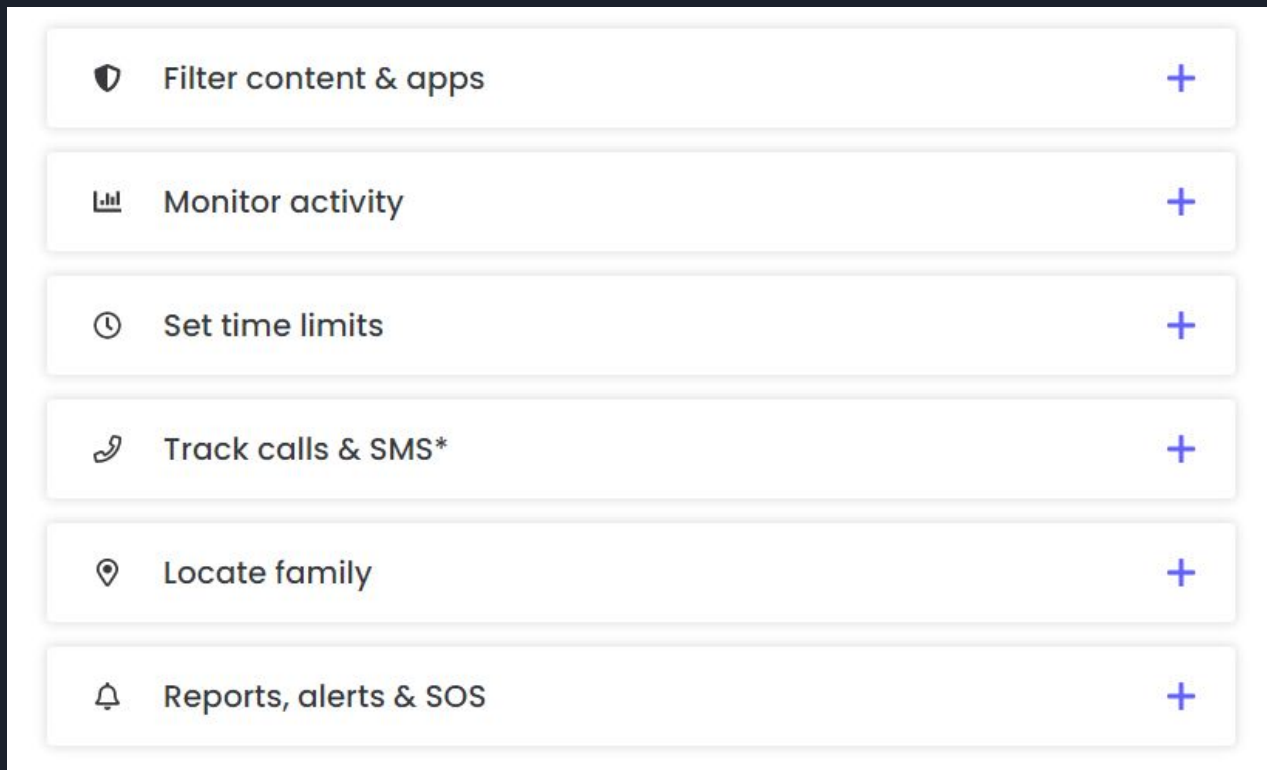 Filter content & apps
Monitor activity
Set time limits
Track calls & SMS*
Locate family
Reports, alerts & SOS